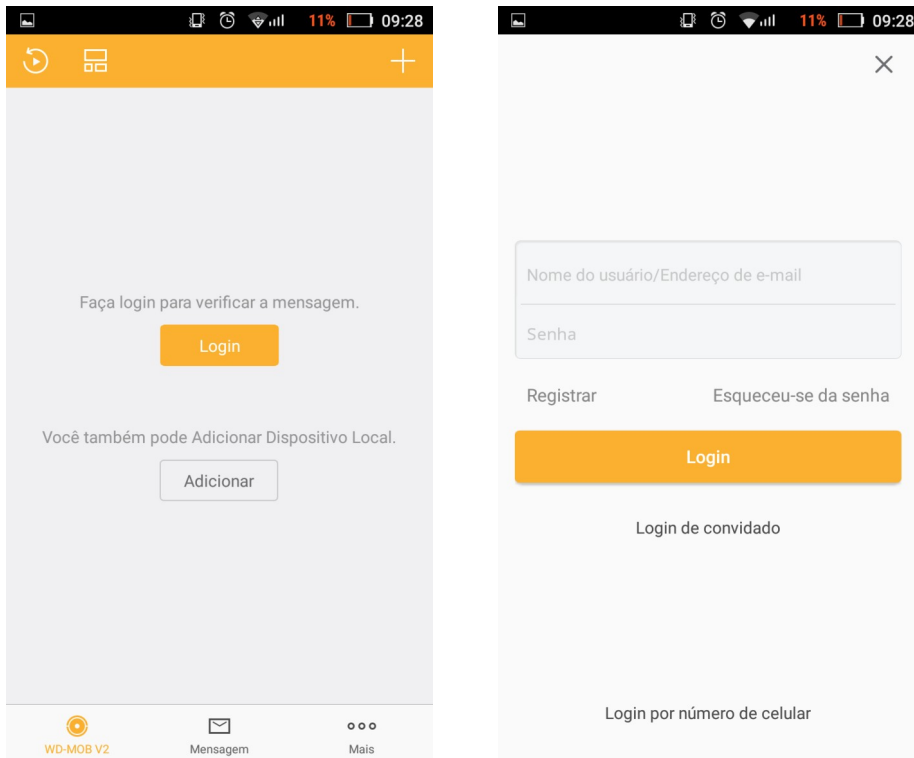 11% 09:28
Faça login para verificar a mensagem.
Login
Você também pode Adicionar Dispositivo Local.
Adicionar
WD-MOB V2
Mensagem
Mais
11% 09:28
Nome do usuário/Endereço de e-mail
Senha
Registrar
Esqueceu-se da senha
Login
Login de convidado
Login por número de celular